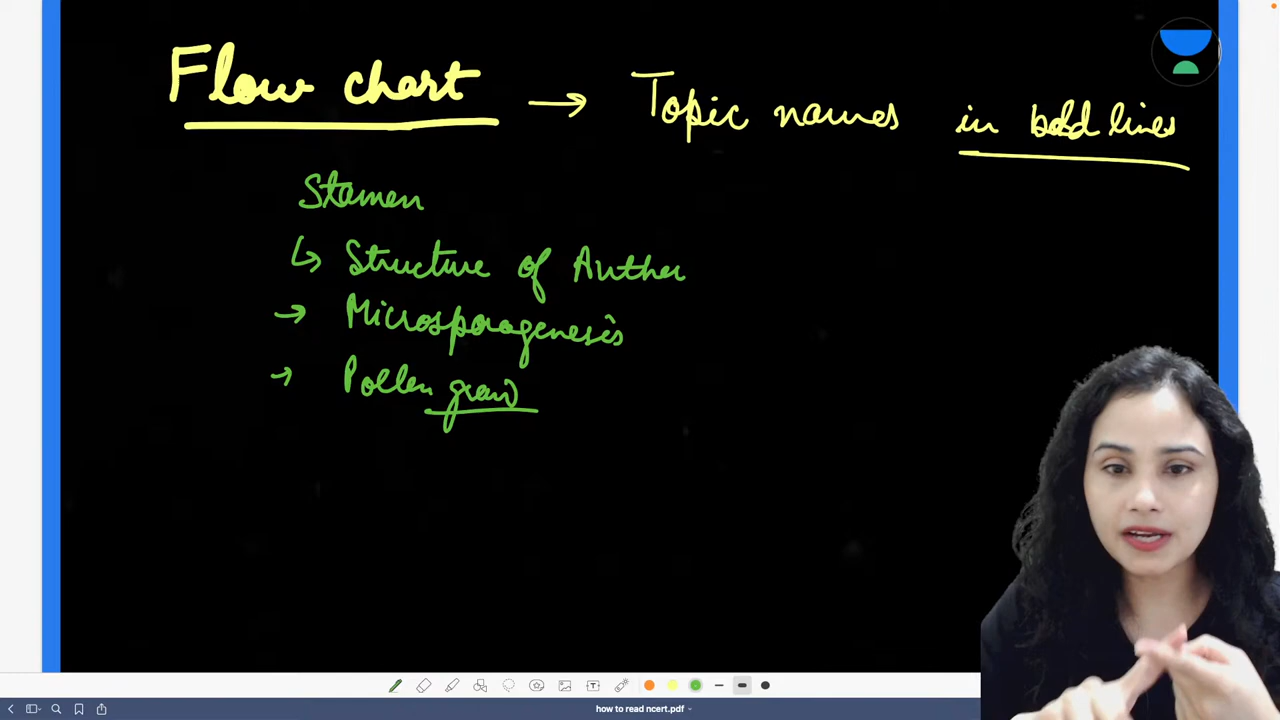 Flow chart → Topic names in bold lines
Stamen
↳ Structure of Anther
→ Microsporogenesis
→ Pollen grain
how to read ncert.pdf